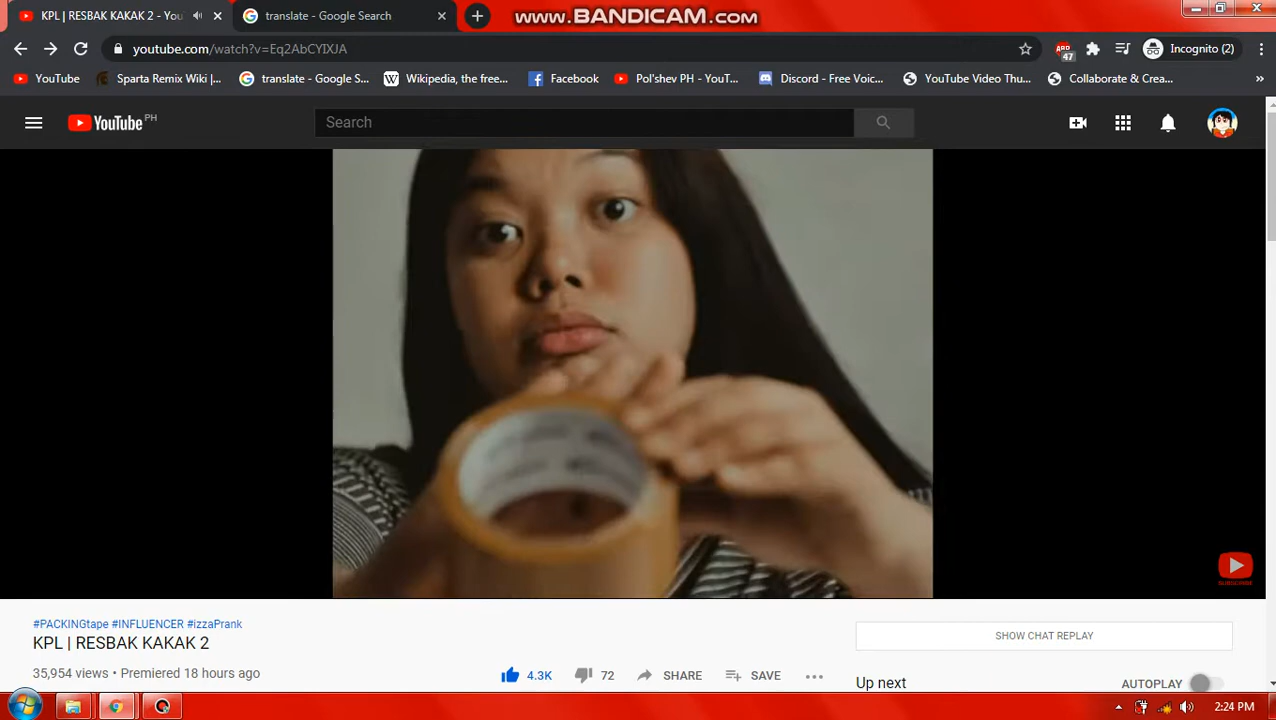 KPL | RESBAK KAKAK 2 - You
translate - Google Search
www.BANDICAM.com
youtube.com/watch?v=Eq2AbCYIXJA
47
Incognito (2)
YouTube
Sparta Remix Wiki |...
translate - Google S...
Wikipedia, the free...
Facebook
Pol'shev PH - YouT...
Discord - Free Voic...
YouTube Video Thu...
Collaborate & Crea...
YouTube PH
Search
#PACKINGtape #INFLUENCER #izzaPrank
KPL | RESBAK KAKAK 2
35,954 views • Premiered 18 hours ago
4.3K
72
SHARE
SAVE
SHOW CHAT REPLAY
Up next
AUTOPLAY
2:24 PM